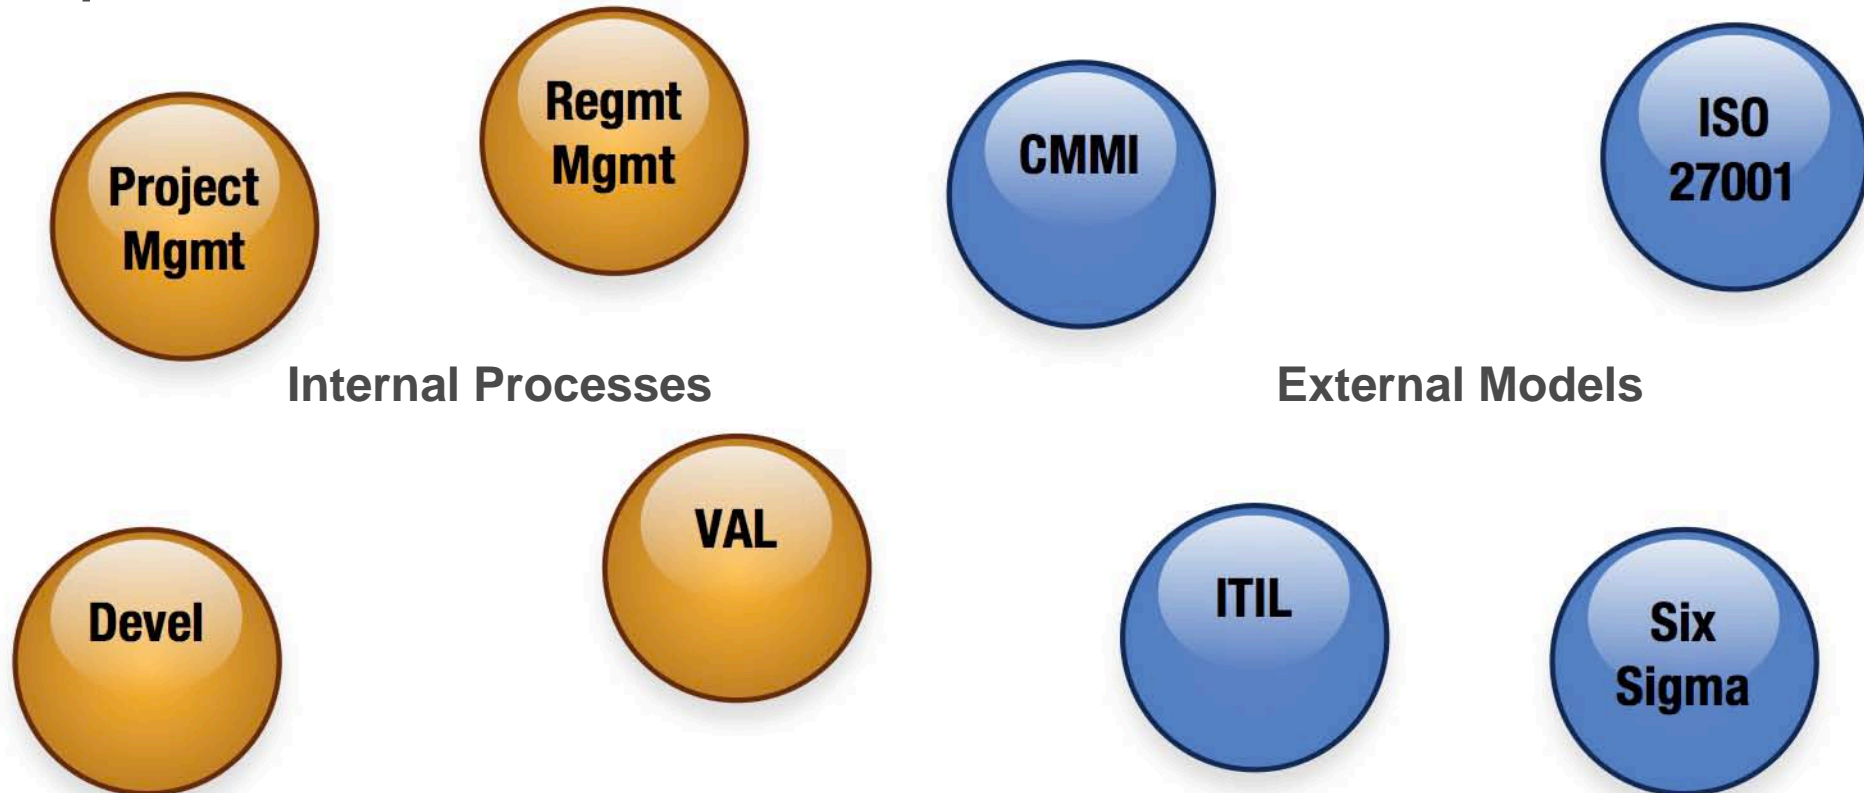 Project
Mgmt
Regmt
Mgmt
CMMI
ISO
27001
Internal Processes
External Models
Devel
VAL
ITIL
Six
Sigma